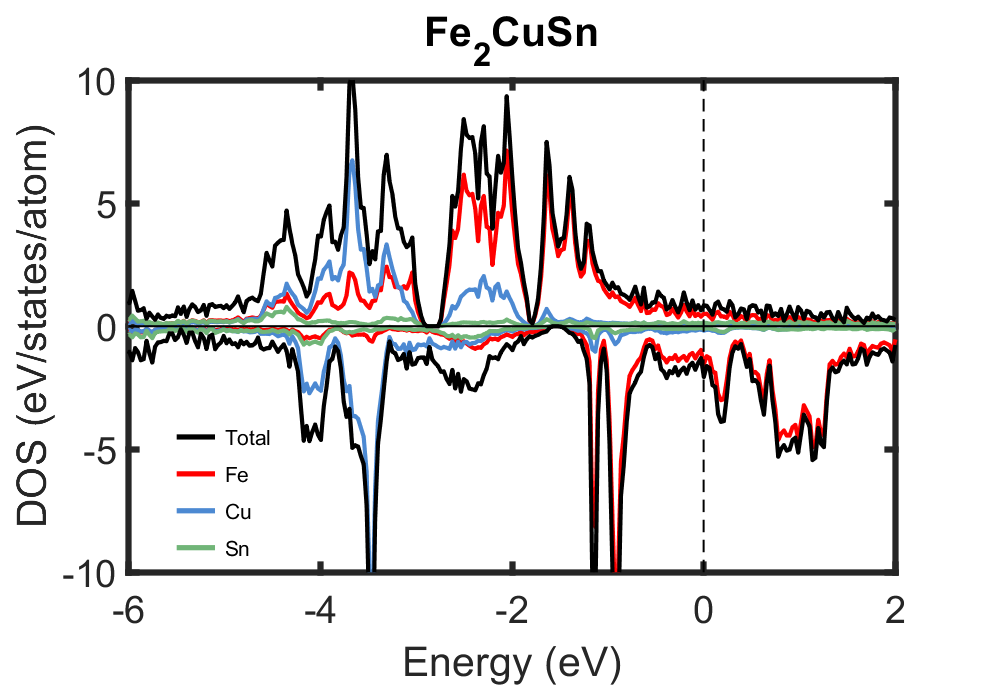 Fe₂CuSn
DOS (eV/states/atom)
10
5
0
-5
-10
Total
Fe
Cu
Sn
-6 -4 -2 0 2
Energy (eV)